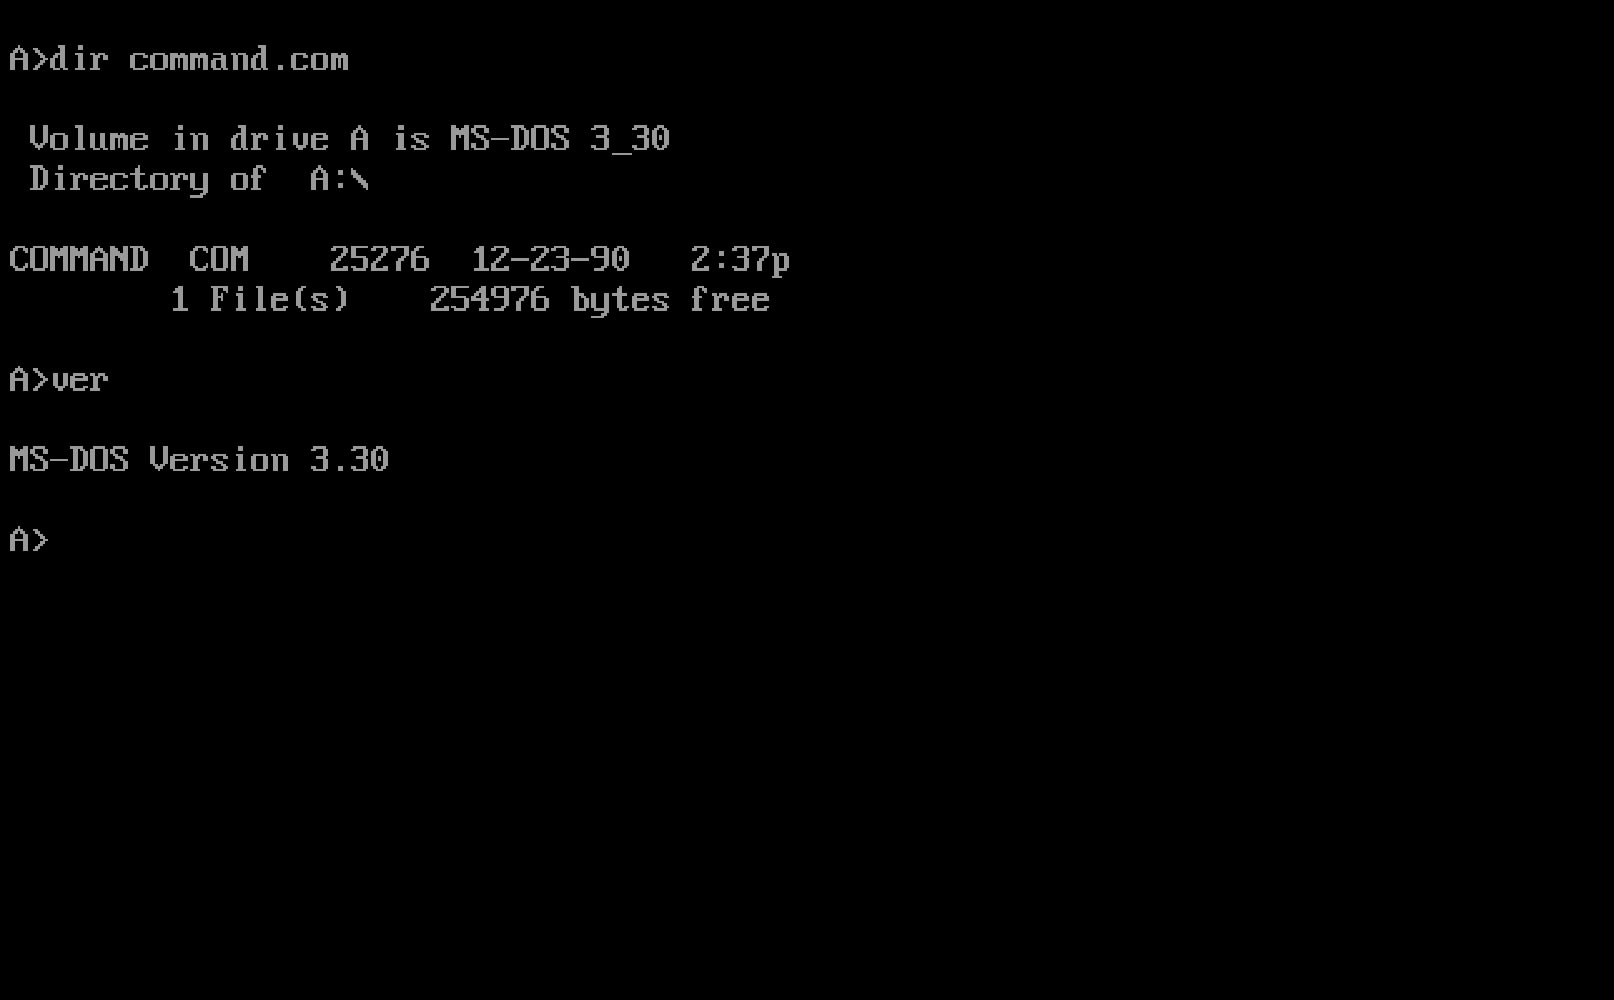 A>dir command.com
 Volume in drive A is MS-DOS 3_30
 Directory of  A:\
COMMAND  COM    25276  12-23-90   2:37p
        1 File(s)    254976 bytes free
A>ver
MS-DOS Version 3.30
A>